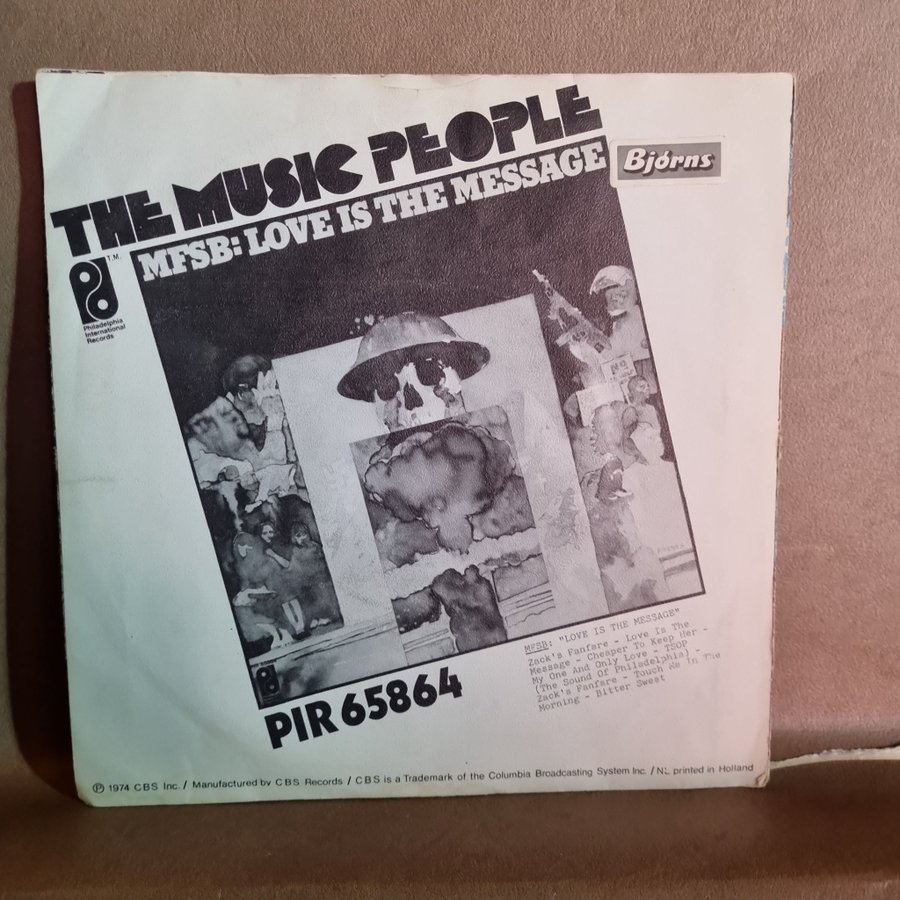 THE MUSIC PEOPLE
MFSB: LOVE IS THE MESSAGE
Bjórns
T.M.
Philadelphia
International
Records
MFSB: "LOVE IS THE MESSAGE"
Zack's Fanfare - Love Is The
Message - Cheaper To Keep Her -
My One And Only Love - TSOP
(The Sound Of Philadelphia) -
Zack's Fanfare - Touch Me In The
Morning - Bitter Sweet
PIR 65864
℗ 1974 CBS Inc. / Manufactured by CBS Records / CBS is a Trademark of the Columbia Broadcasting System Inc. / NL printed in Holland